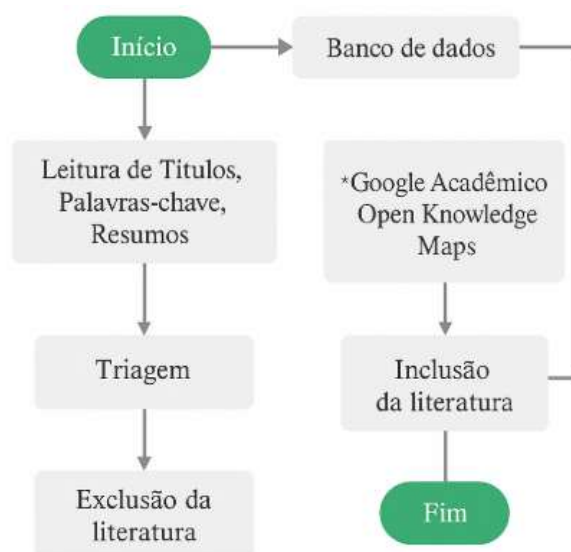 Início
Banco de dados
Leitura de Titulos,
Palavras-chave,
Resumos
*Google Acadêmico
Open Knowledge
Maps
Triagem
Inclusão
da literatura
Exclusão da
literatura
Fim